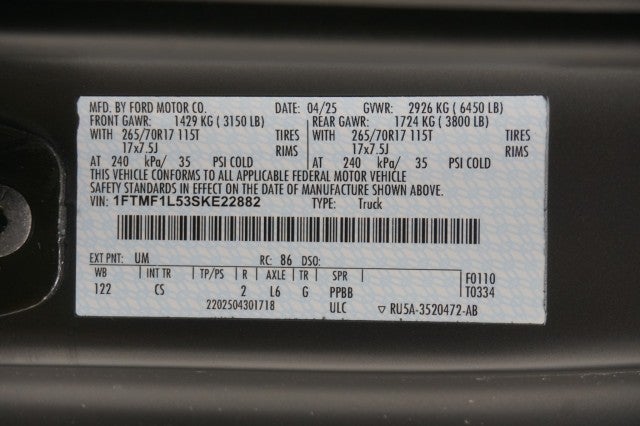 MFD. BY FORD MOTOR CO. DATE: 04/25 GVWR: 2926 KG ( 6450 LB)
FRONT GAWR: 1429 KG ( 3150 LB) REAR GAWR: 1724 KG ( 3800 LB)
WITH 265/70R17 115T TIRES WITH 265/70R17 115T TIRES
17x7.5J RIMS 17x7.5J RIMS
AT 240 kPa/ 35 PSI COLD AT 240 kPa/ 35 PSI COLD
THIS VEHICLE CONFORMS TO ALL APPLICABLE FEDERAL MOTOR VEHICLE
SAFETY STANDARDS IN EFFECT ON THE DATE OF MANUFACTURE SHOWN ABOVE.
VIN: 1FTMF1L53SKE22882 TYPE: Truck
EXT PNT: UM RC: 86 DSO:
WB INT TR TP/PS R AXLE TR SPR F0110
122 CS 2 L6 G PPBB T0334
2202504301718 ULC ▽ RU5A-3520472-AB